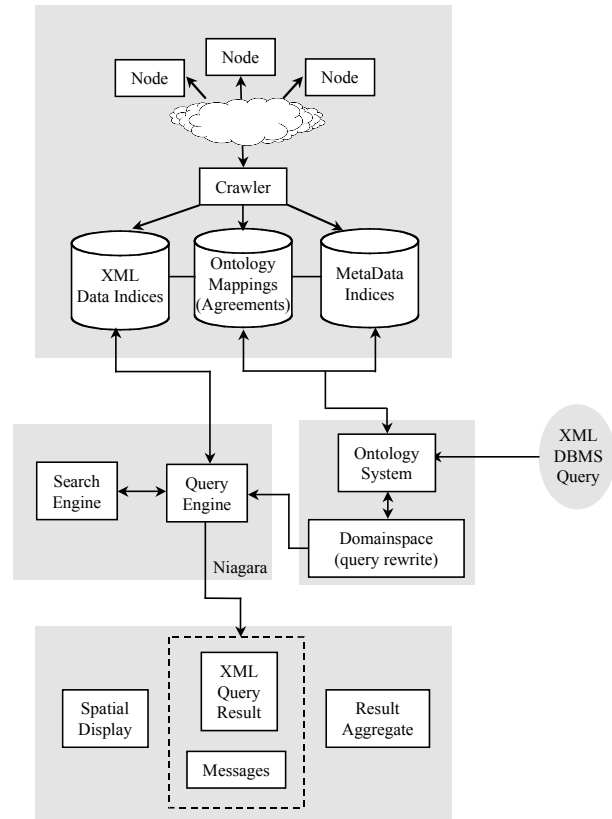 Node
Node
Node
Crawler
XML
Data Indices
Ontology
Mappings
(Agreements)
MetaData
Indices
Search
Engine
Query
Engine
Niagara
Ontology
System
Domainspace
(query rewrite)
XML
DBMS
Query
Spatial
Display
XML
Query
Result
Messages
Result
Aggregate